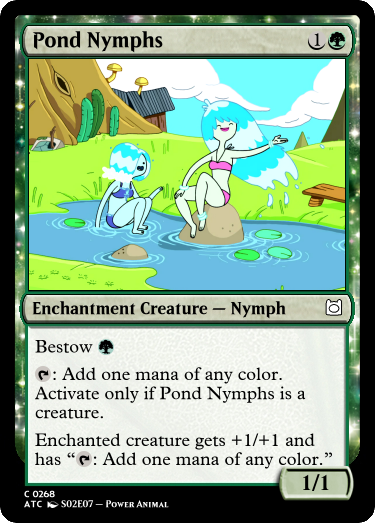 Pond Nymphs 1
Enchantment Creature — Nymph
Bestow
: Add one mana of any color.
Activate only if Pond Nymphs is a
creature.
Enchanted creature gets +1/+1 and
has “: Add one mana of any color.”
1/1
C 0268
ATC S02E07 – Power Animal